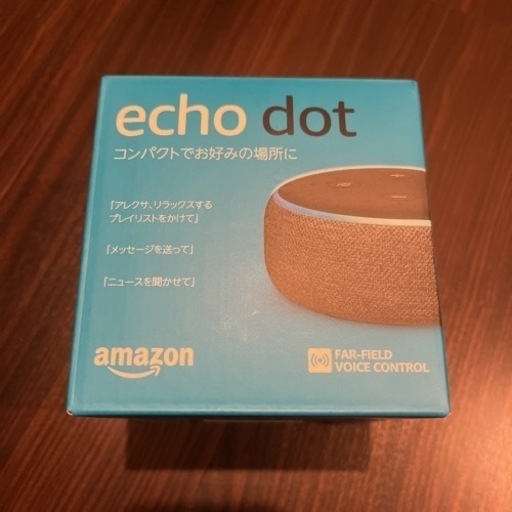 echo dot
コンパクトでお好みの場所に
「アレクサ、リラックスする
プレイリストをかけて」
「メッセージを送って」
「ニュースを聞かせて」
amazon
FAR-FIELD
VOICE CONTROL